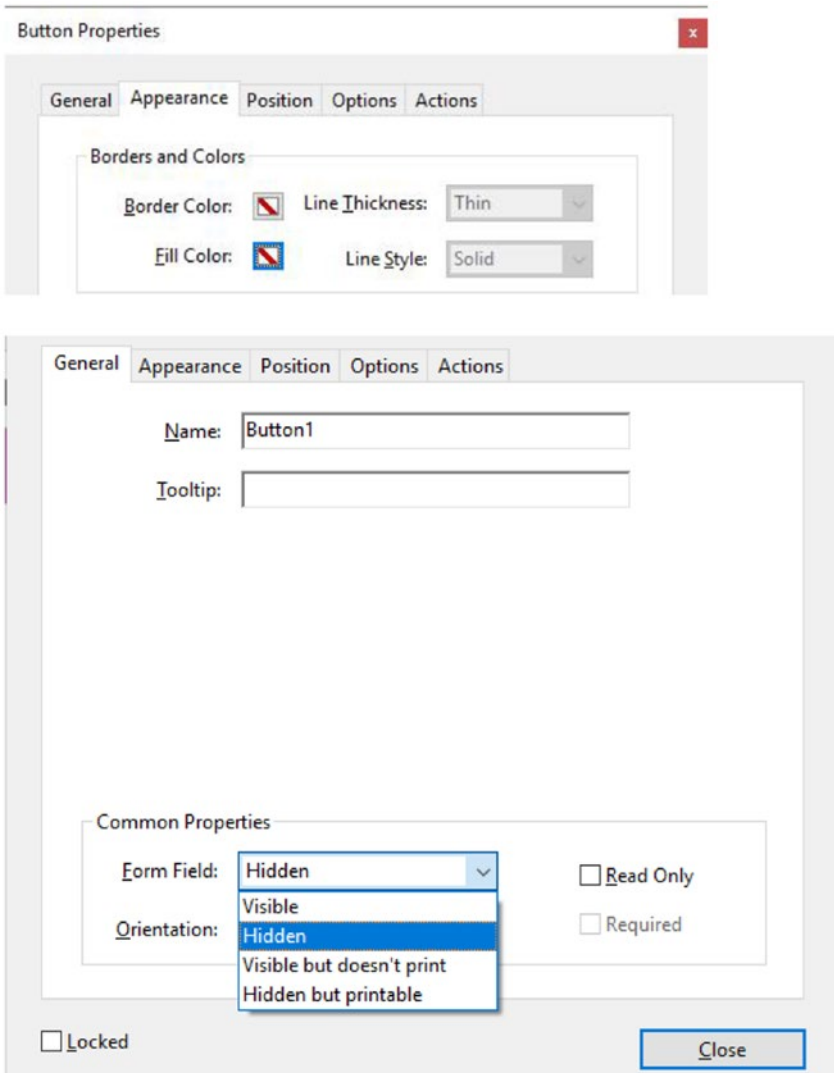 Button Properties
x
General Appearance Position Options Actions
Borders and Colors
Border Color: Line Thickness: Thin
Fill Color: Line Style: Solid
General Appearance Position Options Actions
Name: Button1
Tooltip:
Common Properties
Form Field: Hidden Read Only
Visible
Orientation: Hidden Required
Visible but doesn't print
Hidden but printable
Locked Close